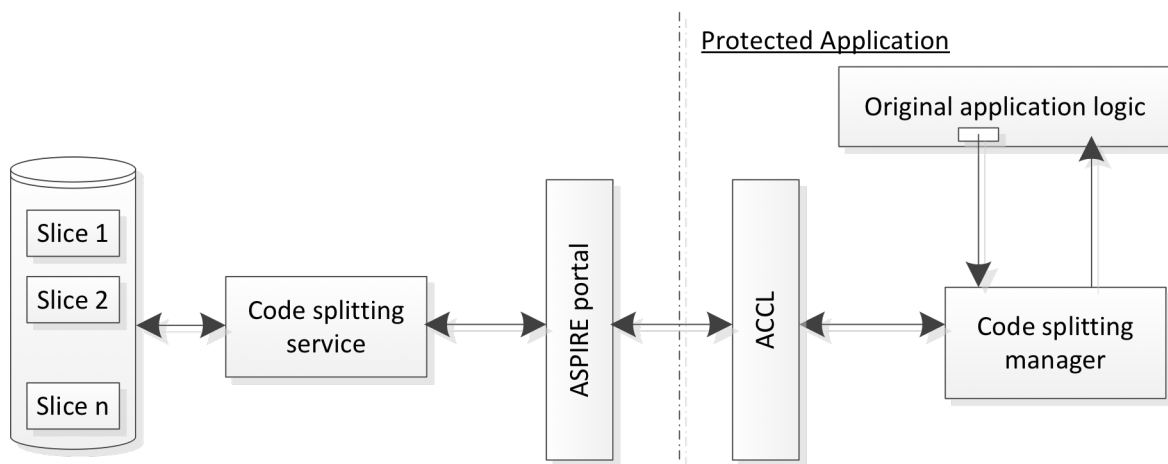 Protected Application
Original application logic
Slice 1
Slice 2
Slice n
Code splitting
service
ASPIRE portal
ACCL
Code splitting
manager